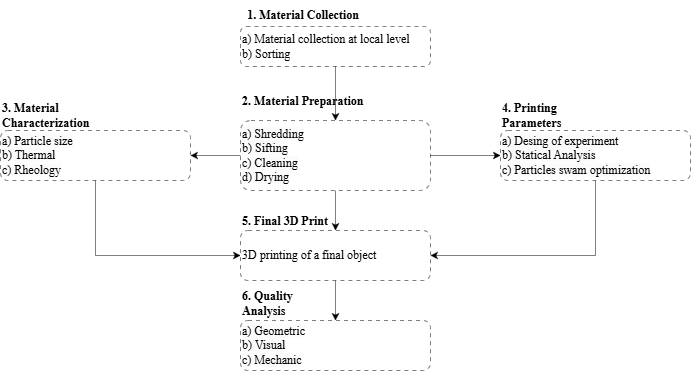 1. Material Collection
a) Material collection at local level
b) Sorting
2. Material Preparation
a) Shredding
b) Sifting
c) Cleaning
d) Drying
3. Material
Characterization
a) Particle size
b) Thermal
c) Rheology
4. Printing
Parameters
a) Desing of experiment
b) Statical Analysis
c) Particles swam optimization
5. Final 3D Print
3D printing of a final object
6. Quality
Analysis
a) Geometric
b) Visual
c) Mechanic